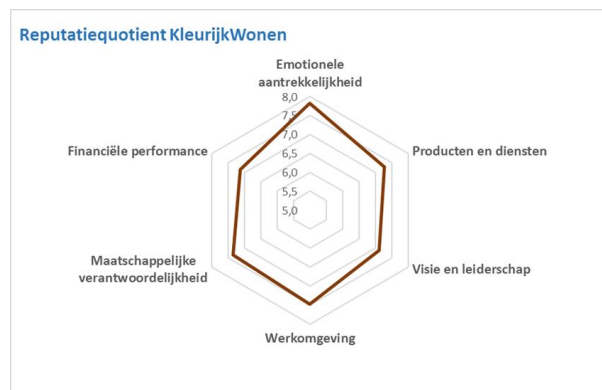 Reputatiequotient KleurijkWonen
Emotionele
aantrekkelijkheid
8,0
7,5
7,0
6,5
6,0
5,5
5,0
Producten en diensten
Visie en leiderschap
Werkomgeving
Maatschappelijke
verantwoordelijkheid
Financiële performance